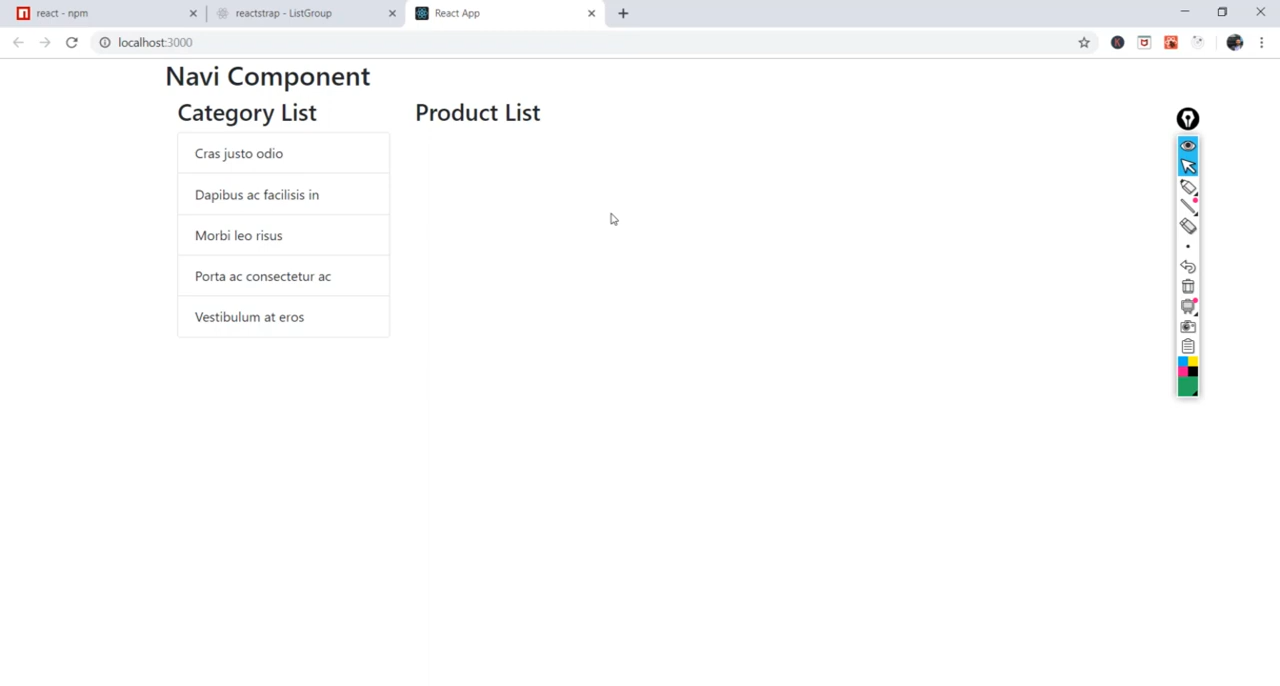 react - npm
reactstrap - ListGroup
React App
localhost:3000
Navi Component
Category List
Product List
Cras justo odio
Dapibus ac facilisis in
Morbi leo risus
Porta ac consectetur ac
Vestibulum at eros